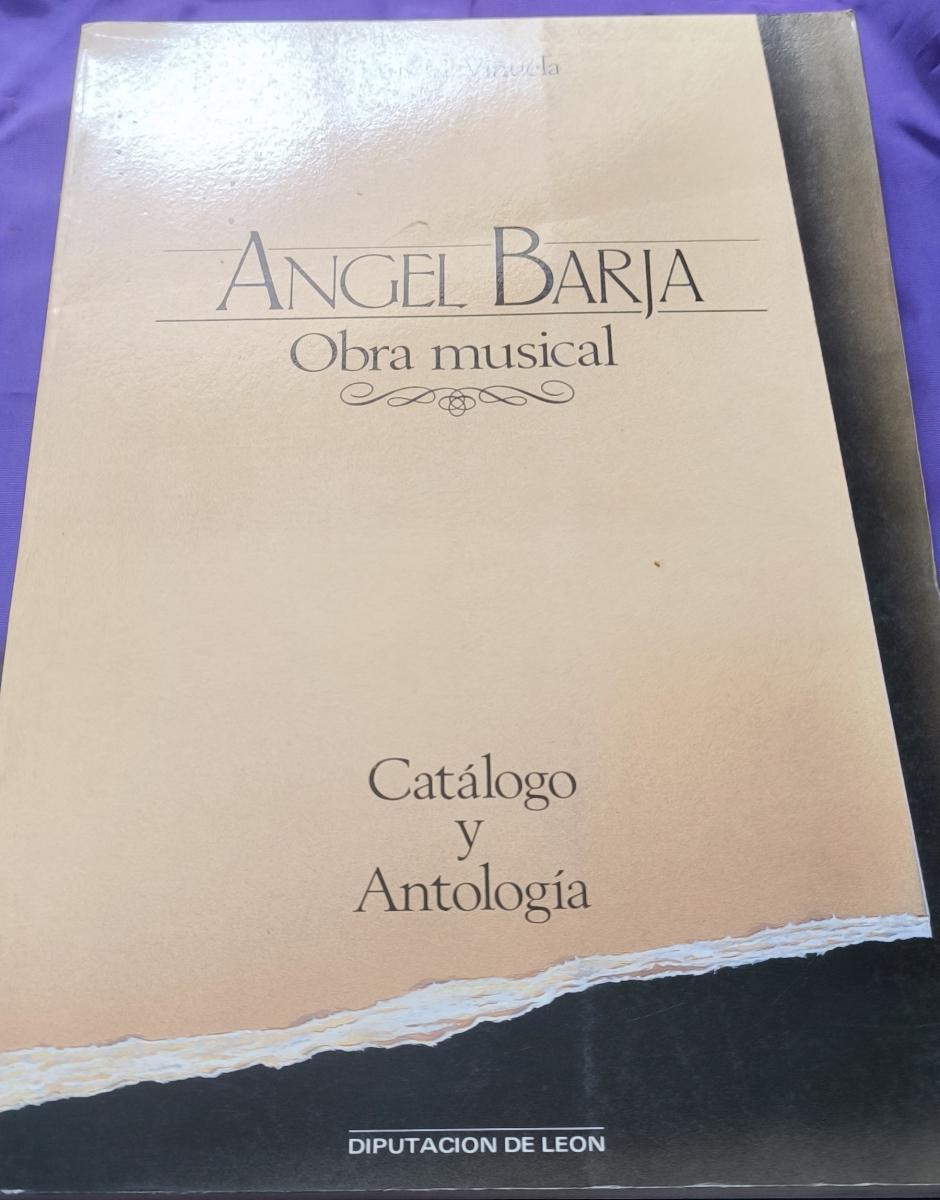 Viñuela
ANGEL BARJA
Obra musical
Catálogo
y
Antología
DIPUTACION DE LEON